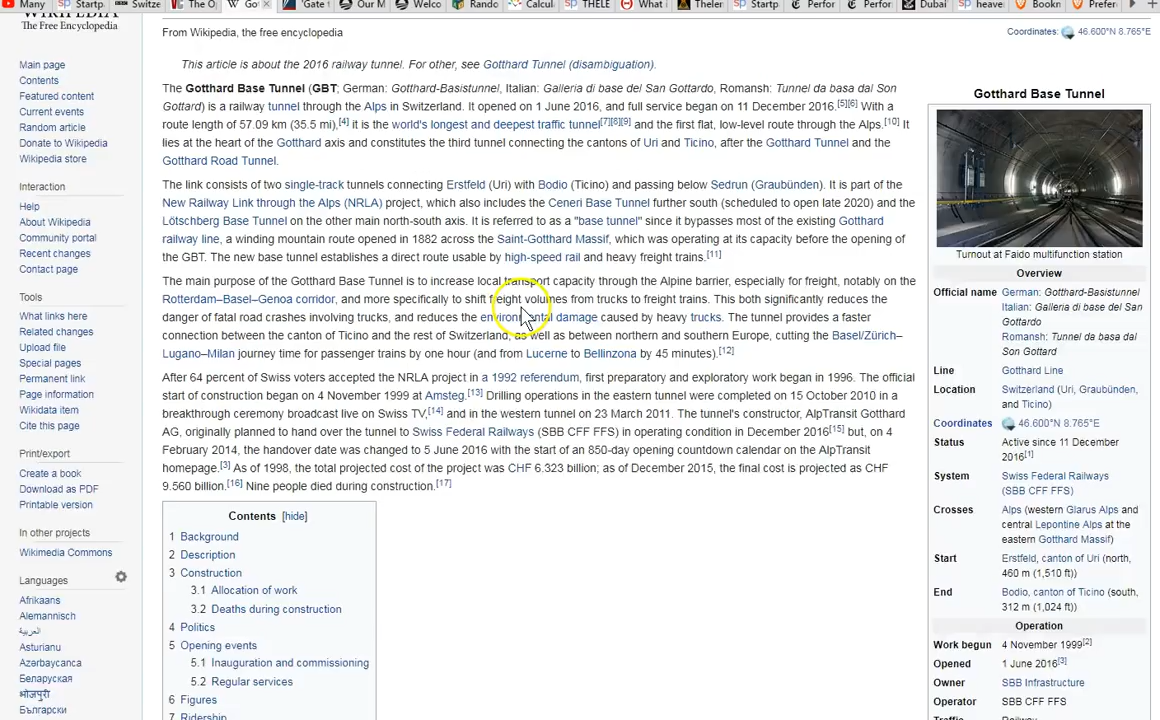 Many
Startp
Switze
The O
Go
'Gate
Our M
Welco
Rando
Calcul
THELE
What i
Theler
Startp
Perfor
Perfor
Dubai
heave
Bookn
Prefer
WIKIPEDIA
The Free Encyclopedia
From Wikipedia, the free encyclopedia
Coordinates: 46.600°N 8.765°E
This article is about the 2016 railway tunnel. For other, see Gotthard Tunnel (disambiguation).
The Gotthard Base Tunnel (GBT; German: Gotthard-Basistunnel, Italian: Galleria di base del San Gottardo, Romansh: Tunnel da basa dal Son
Gottard) is a railway tunnel through the Alps in Switzerland. It opened on 1 June 2016, and full service began on 11 December 2016.[5][6] With a
route length of 57.09 km (35.5 mi),[4] it is the world's longest and deepest traffic tunnel[7][8][9] and the first flat, low-level route through the Alps.[10] It
lies at the heart of the Gotthard axis and constitutes the third tunnel connecting the cantons of Uri and Ticino, after the Gotthard Tunnel and the
Gotthard Road Tunnel.
The link consists of two single-track tunnels connecting Erstfeld (Uri) with Bodio (Ticino) and passing below Sedrun (Graubünden). It is part of the
New Railway Link through the Alps (NRLA) project, which also includes the Ceneri Base Tunnel further south (scheduled to open late 2020) and the
Lötschberg Base Tunnel on the other main north-south axis. It is referred to as a "base tunnel" since it bypasses most of the existing Gotthard
railway line, a winding mountain route opened in 1882 across the Saint-Gotthard Massif, which was operating at its capacity before the opening of
the GBT. The new base tunnel establishes a direct route usable by high-speed rail and heavy freight trains.[11]
The main purpose of the Gotthard Base Tunnel is to increase local transport capacity through the Alpine barrier, especially for freight, notably on the
Rotterdam–Basel–Genoa corridor, and more specifically to shift freight volumes from trucks to freight trains. This both significantly reduces the
danger of fatal road crashes involving trucks, and reduces the environmental damage caused by heavy trucks. The tunnel provides a faster
connection between the canton of Ticino and the rest of Switzerland, as well as between northern and southern Europe, cutting the Basel/Zürich–
Lugano–Milan journey time for passenger trains by one hour (and from Lucerne to Bellinzona by 45 minutes).[12]
After 64 percent of Swiss voters accepted the NRLA project in a 1992 referendum, first preparatory and exploratory work began in 1996. The official
start of construction began on 4 November 1999 at Amsteg.[13] Drilling operations in the eastern tunnel were completed on 15 October 2010 in a
breakthrough ceremony broadcast live on Swiss TV,[14] and in the western tunnel on 23 March 2011. The tunnel's constructor, AlpTransit Gotthard
AG, originally planned to hand over the tunnel to Swiss Federal Railways (SBB CFF FFS) in operating condition in December 2016[15] but, on 4
February 2014, the handover date was changed to 5 June 2016 with the start of an 850-day opening countdown calendar on the AlpTransit
homepage.[3] As of 1998, the total projected cost of the project was CHF 6.323 billion; as of December 2015, the final cost is projected as CHF
9.560 billion.[16] Nine people died during construction.[17]
Contents [hide]
1 Background
2 Description
3 Construction
3.1 Allocation of work
3.2 Deaths during construction
4 Politics
5 Opening events
5.1 Inauguration and commissioning
5.2 Regular services
6 Figures
7 Ridership
Main page
Contents
Featured content
Current events
Random article
Donate to Wikipedia
Wikipedia store
Interaction
Help
About Wikipedia
Community portal
Recent changes
Contact page
Tools
What links here
Related changes
Upload file
Special pages
Permanent link
Page information
Wikidata item
Cite this page
Print/export
Create a book
Download as PDF
Printable version
In other projects
Wikimedia Commons
Languages
Afrikaans
Alemannisch
العربية
Asturianu
Azərbaycanca
Беларуская
भोजपुरी
Български
Gotthard Base Tunnel
Turnout at Faido multifunction
station
Overview
Official name German: Gotthard-Basistunnel
Italian: Galleria di base del San
Gottardo
Romansh: Tunnel da basa dal
Son Gottard
Line Gotthard Line
Location Switzerland (Uri, Graubünden,
and Ticino)
Coordinates 46.600°N 8.765°E
Status Active since 11 December
2016[1]
System Swiss Federal Railways
(SBB CFF FFS)
Crosses Alps (western Glarus Alps and
central Lepontine Alps at the
eastern Gotthard Massif)
Start Erstfeld, canton of Uri (north,
460 m (1,510 ft))
End Bodio, canton of Ticino (south,
312 m (1,024 ft))
Operation
Work begun 4 November 1999[2]
Opened 1 June 2016[3]
Owner SBB Infrastructure
Operator SBB CFF FFS
Traffic Railway